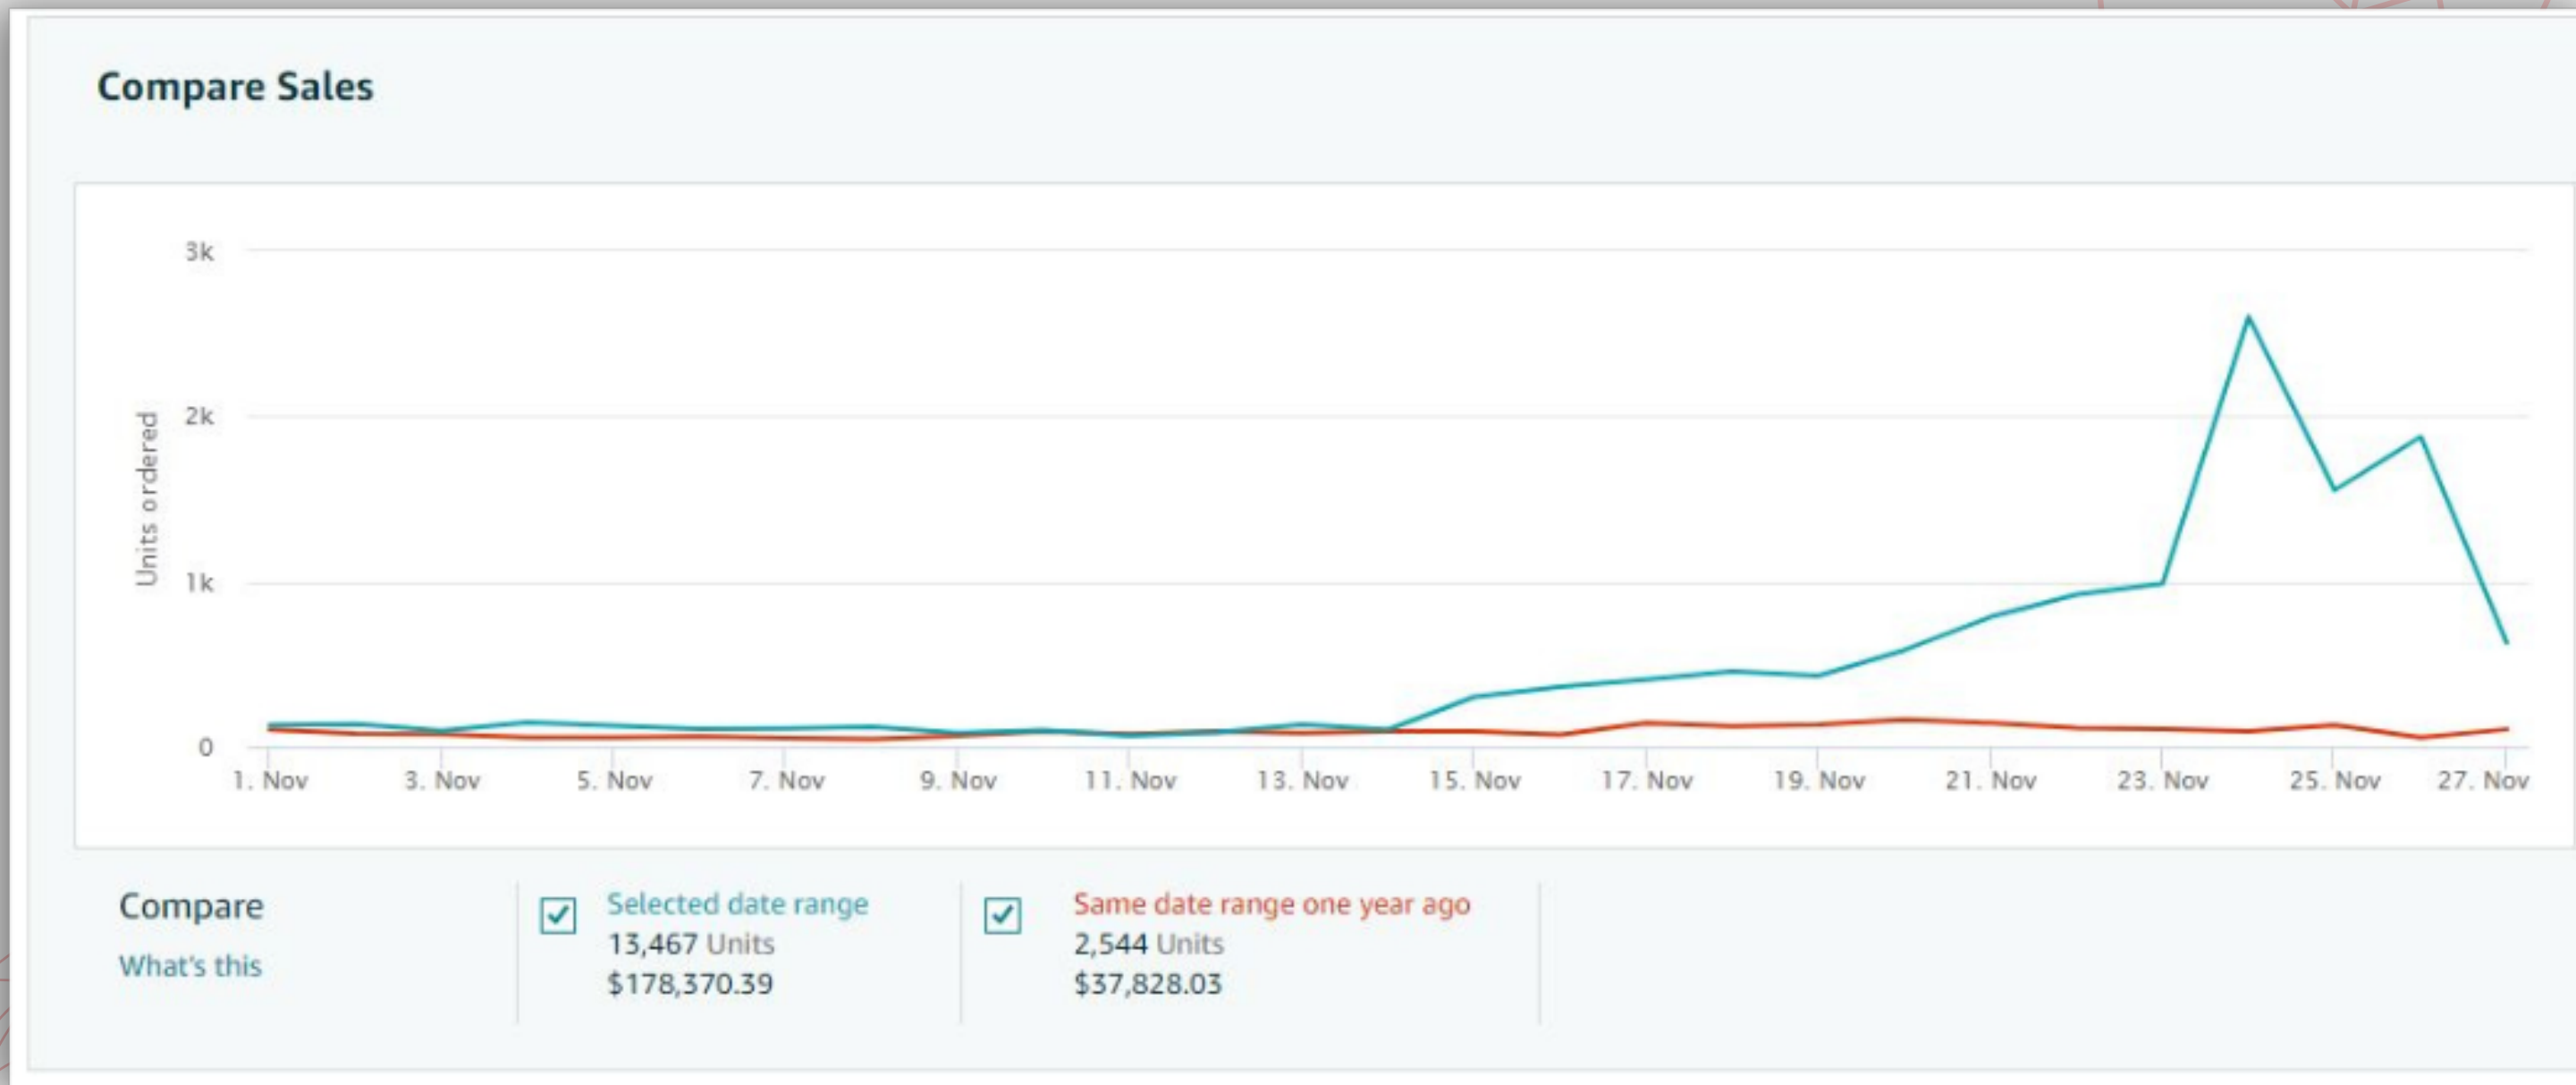 Compare Sales
3k
2k
1k
0
Units ordered
1. Nov 3. Nov 5. Nov 7. Nov 9. Nov 11. Nov 13. Nov 15. Nov 17. Nov 19. Nov 21. Nov 23. Nov 25. Nov 27. Nov
Compare
What's this
Selected date range
13,467 Units
$178,370.39
Same date range one year ago
2,544 Units
$37,828.03